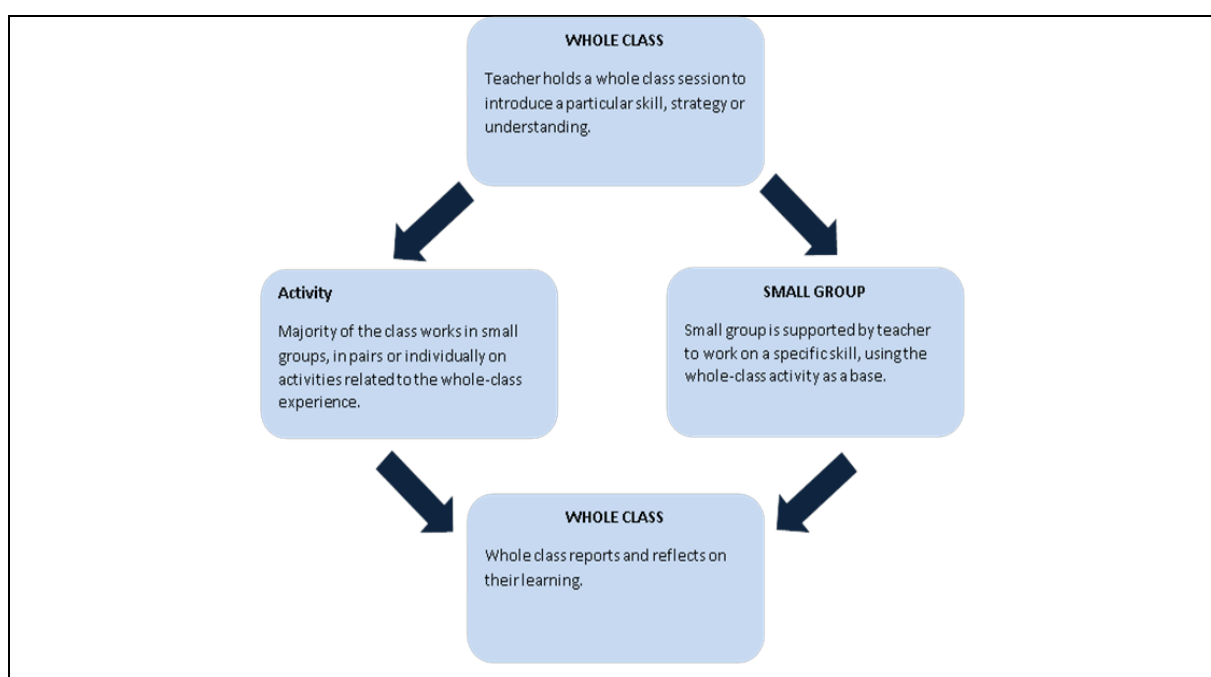 WHOLE CLASS
Teacher holds a whole class session to
introduce a particular skill, strategy or
understanding.
Activity
Majority of the class works in small
groups, in pairs or individually on
activities related to the whole-class
experience.
SMALL GROUP
Small group is supported by teacher
to work on a specific skill, using the
whole-class activity as a base.
WHOLE CLASS
Whole class reports and reflects on
their learning.